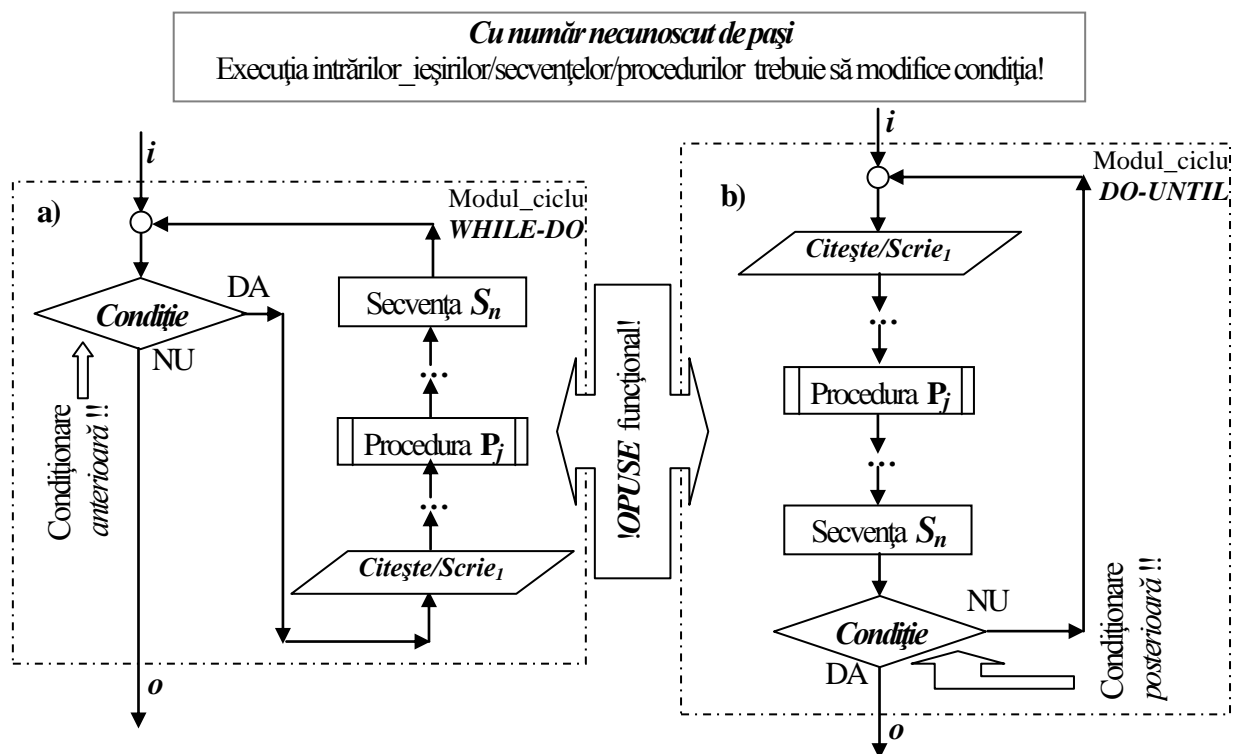 Cu număr necunoscut de paşi
Execuţia intrărilor_ieşirilor/secvenţelor/procedurilor trebuie să modifice condiţia!
i
a)
Modul_ciclu
WHILE-DO
Condiţie
DA
NU
Secvenţa Sn
...
Procedura Pj
...
Citeşte/Scrie1
Condiţionare
anterioară !!
o
!OPUSE funcţional!
i
b)
Modul_ciclu
DO-UNTIL
Citeşte/Scrie1
...
Procedura Pj
...
Secvenţa Sn
Condiţie
NU
DA
Condiţionare
posterioară !!
o